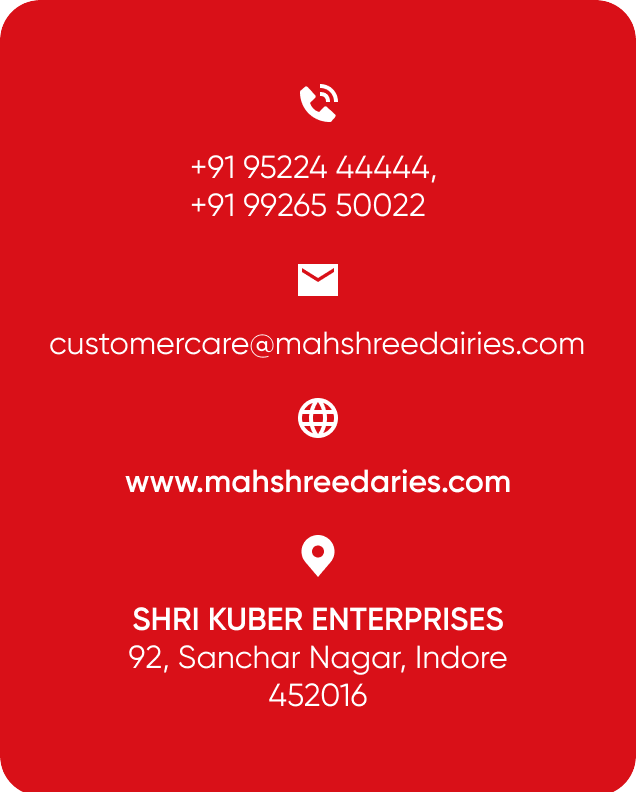 +91 95224 44444,
+91 99265 50022
customercare@mahshreedairies.com
www.mahshreedaries.com
SHRI KUBER ENTERPRISES
92, Sanchar Nagar, Indore
452016